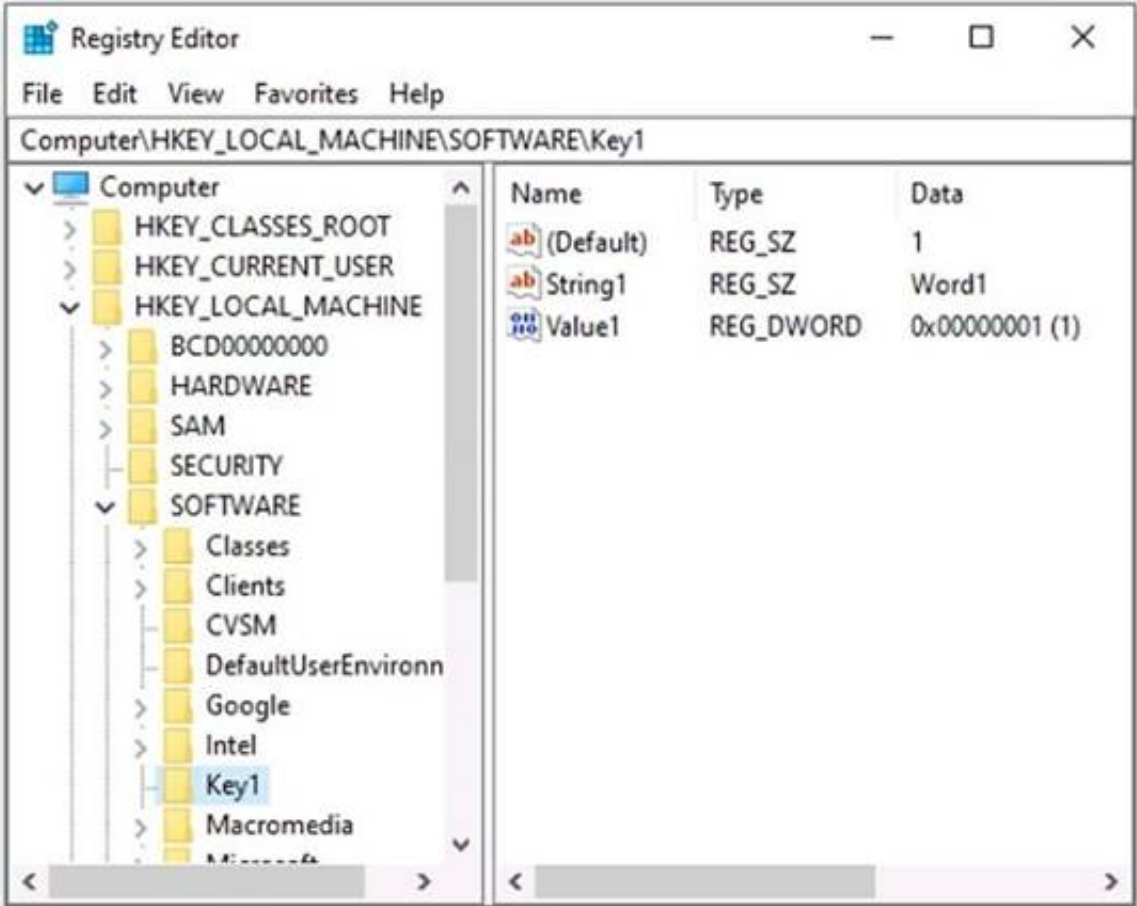 Registry Editor
File Edit View Favorites Help
Computer\HKEY_LOCAL_MACHINE\SOFTWARE\Key1
Computer
HKEY_CLASSES_ROOT
HKEY_CURRENT_USER
HKEY_LOCAL_MACHINE
BCD00000000
HARDWARE
SAM
SECURITY
SOFTWARE
Classes
Clients
CVSM
DefaultUserEnvironn
Google
Intel
Key1
Macromedia
Microsoft
Name Type Data
(Default) REG_SZ 1
String1 REG_SZ Word1
Value1 REG_DWORD 0x00000001 (1)